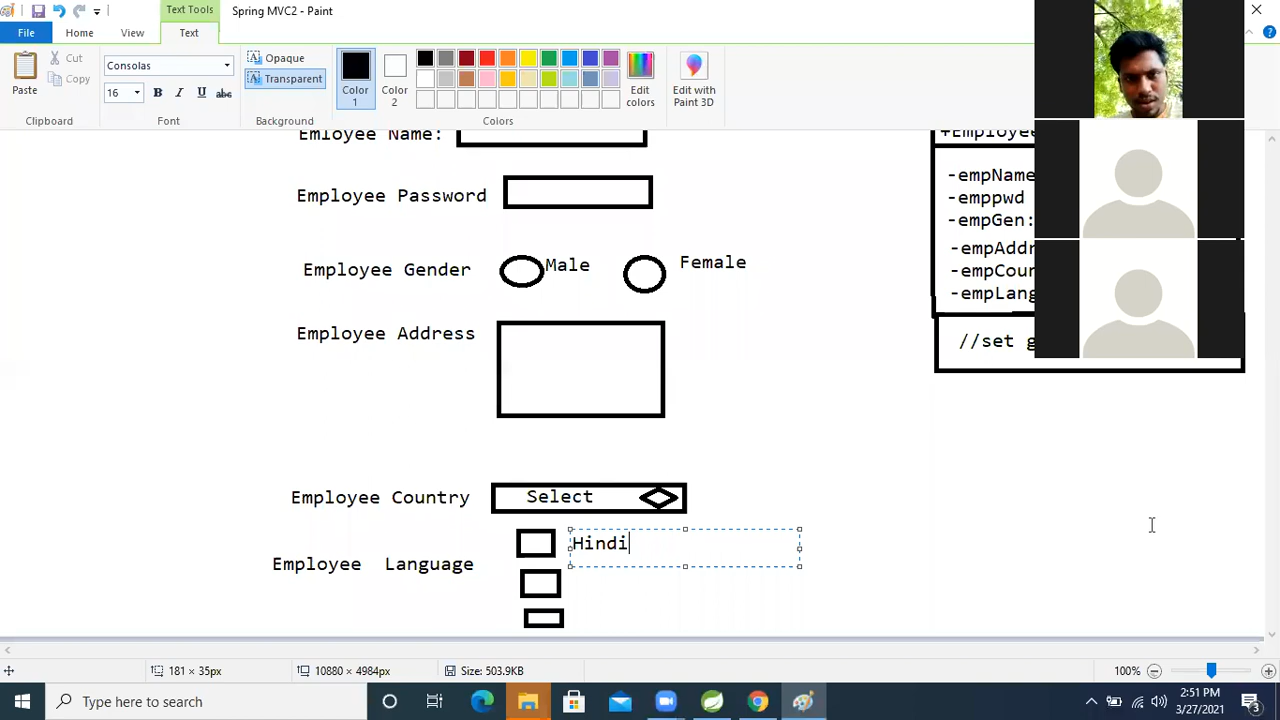 Text Tools
Spring MVC2 - Paint
File
Home
View
Text
Paste
Cut
Copy
Clipboard
Consolas
16
B I U abc
Font
Opaque
Transparent
Background
Color 1
Color 2
Colors
Edit colors
Edit with Paint 3D
Emloyee Name:
Employee Password
Employee Gender
Male
Female
Employee Address
Employee Country
Select
Employee Language
Hindi
+Employee
-empName
-emppwd
-empGen:
-empAddr
-empCour
-empLang
//set g
181 × 35px
10880 × 4984px
Size: 503.9KB
100%
Type here to search
2:51 PM
3/27/2021
3